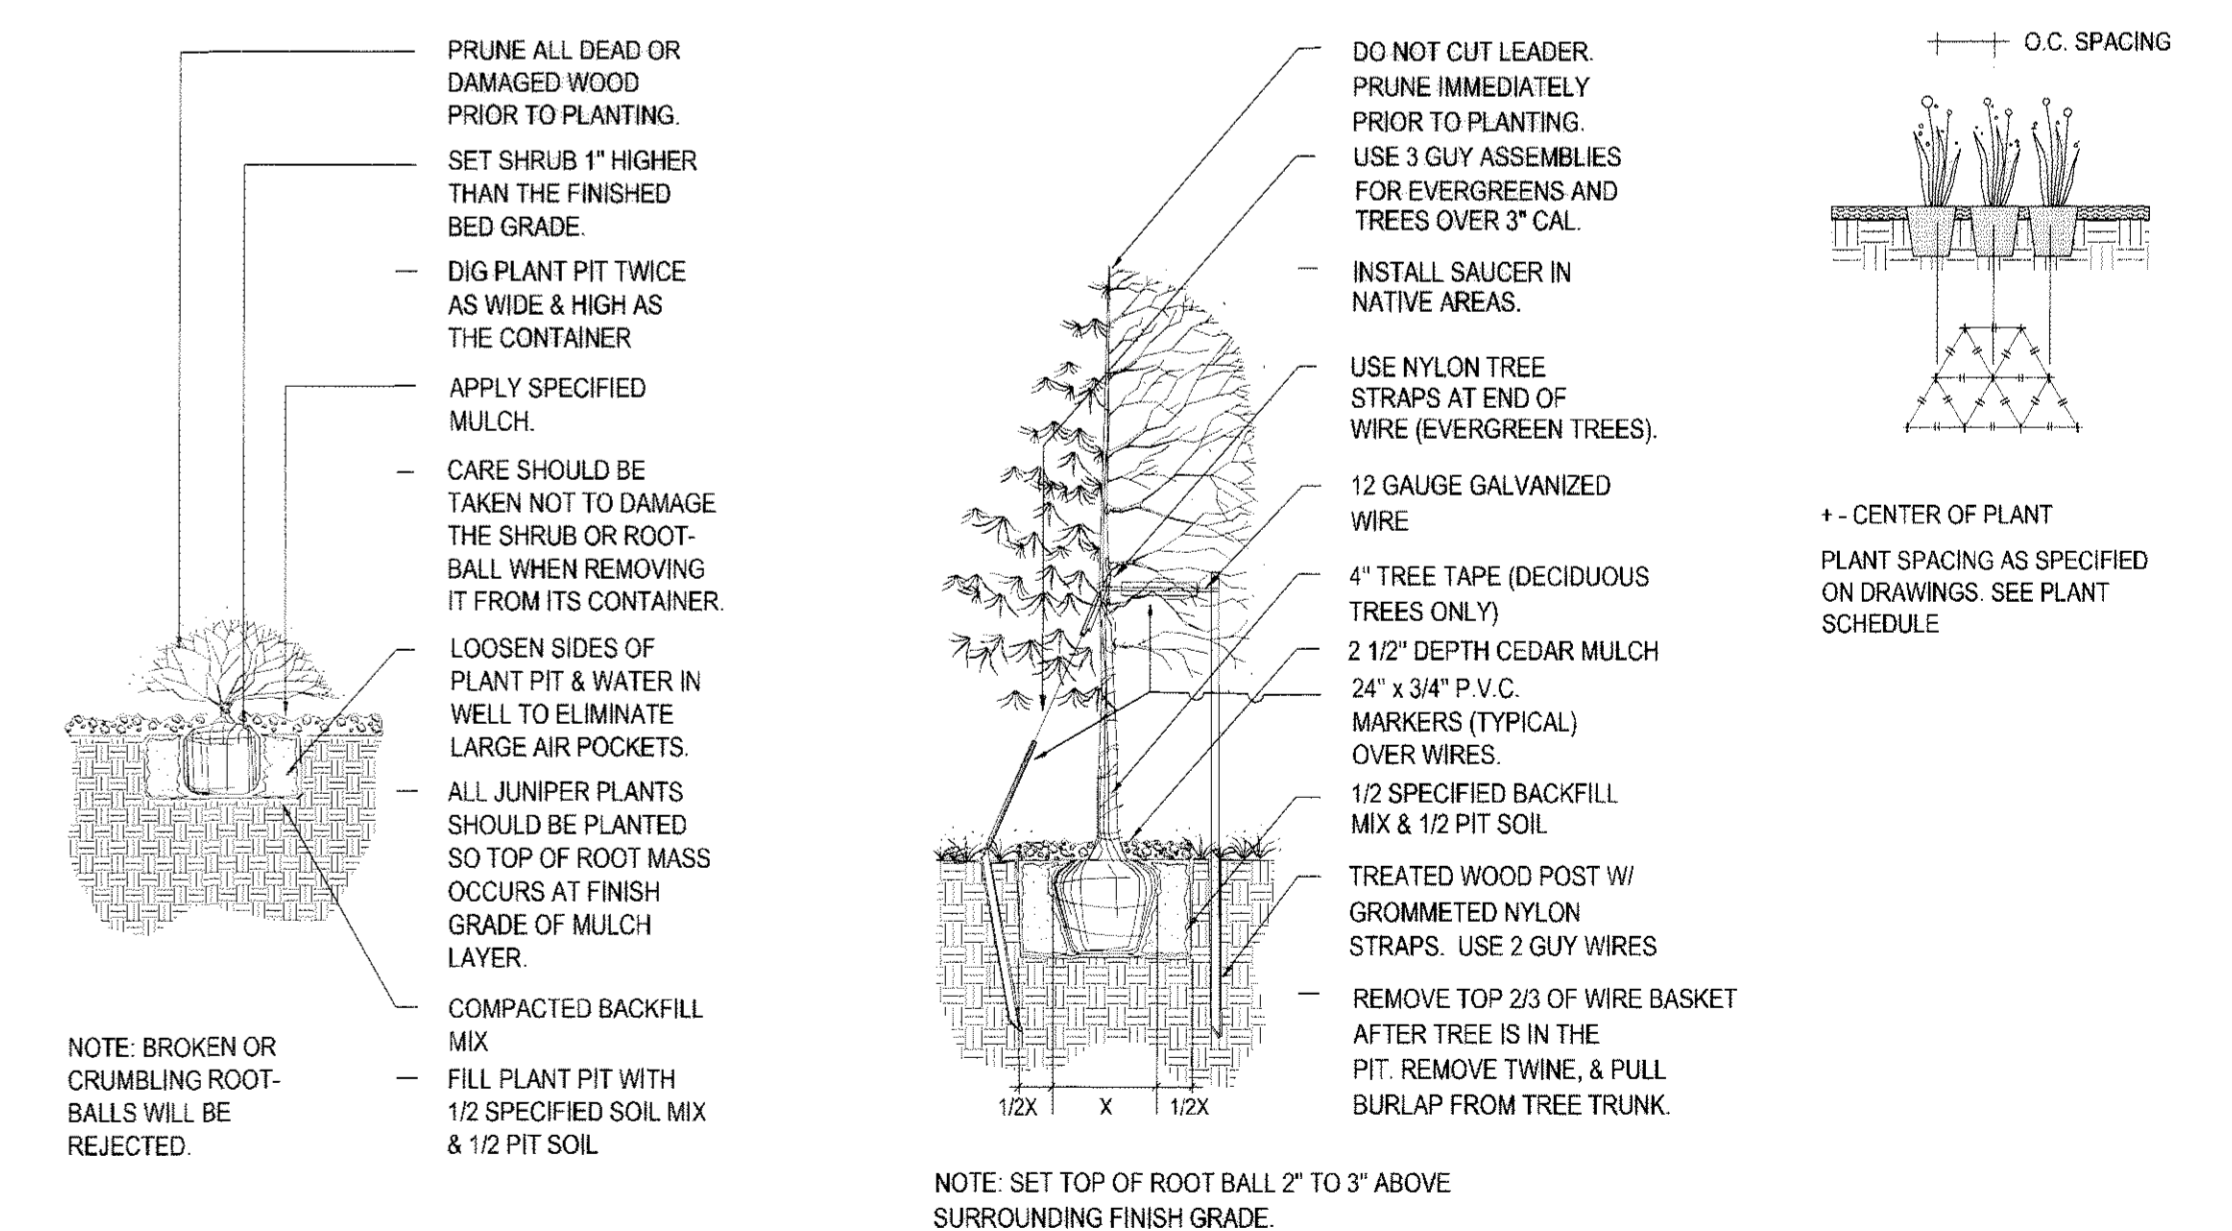 PRUNE ALL DEAD OR
DAMAGED WOOD
PRIOR TO PLANTING.
SET SHRUB 1" HIGHER
THAN THE FINISHED
BED GRADE.
DIG PLANT PIT TWICE
AS WIDE & HIGH AS
THE CONTAINER
APPLY SPECIFIED
MULCH.
CARE SHOULD BE
TAKEN NOT TO DAMAGE
THE SHRUB OR ROOT-
BALL WHEN REMOVING
IT FROM ITS CONTAINER.
LOOSEN SIDES OF
PLANT PIT & WATER IN
WELL TO ELIMINATE
LARGE AIR POCKETS.
ALL JUNIPER PLANTS
SHOULD BE PLANTED
SO TOP OF ROOT MASS
OCCURS AT FINISH
GRADE OF MULCH
LAYER.
COMPACTED BACKFILL
MIX
FILL PLANT PIT WITH
1/2 SPECIFIED SOIL MIX
& 1/2 PIT SOIL
NOTE: BROKEN OR
CRUMBLING ROOT-
BALLS WILL BE
REJECTED.
DO NOT CUT LEADER.
PRUNE IMMEDIATELY
PRIOR TO PLANTING.
USE 3 GUY ASSEMBLIES
FOR EVERGREENS AND
TREES OVER 3" CAL.
INSTALL SAUCER IN
NATIVE AREAS.
USE NYLON TREE
STRAPS AT END OF
WIRE (EVERGREEN TREES).
12 GAUGE GALVANIZED
WIRE
4" TREE TAPE (DECIDUOUS
TREES ONLY)
2 1/2" DEPTH CEDAR MULCH
24" x 3/4" P.V.C.
MARKERS (TYPICAL)
OVER WIRES.
1/2 SPECIFIED BACKFILL
MIX & 1/2 PIT SOIL
TREATED WOOD POST W/
GROMMETED NYLON
STRAPS. USE 2 GUY WIRES
REMOVE TOP 2/3 OF WIRE BASKET
AFTER TREE IS IN THE
PIT. REMOVE TWINE, & PULL
BURLAP FROM TREE TRUNK.
1/2X X 1/2X
NOTE: SET TOP OF ROOT BALL 2" TO 3" ABOVE
SURROUNDING FINISH GRADE.
O.C. SPACING
+ - CENTER OF PLANT
PLANT SPACING AS SPECIFIED
ON DRAWINGS. SEE PLANT
SCHEDULE